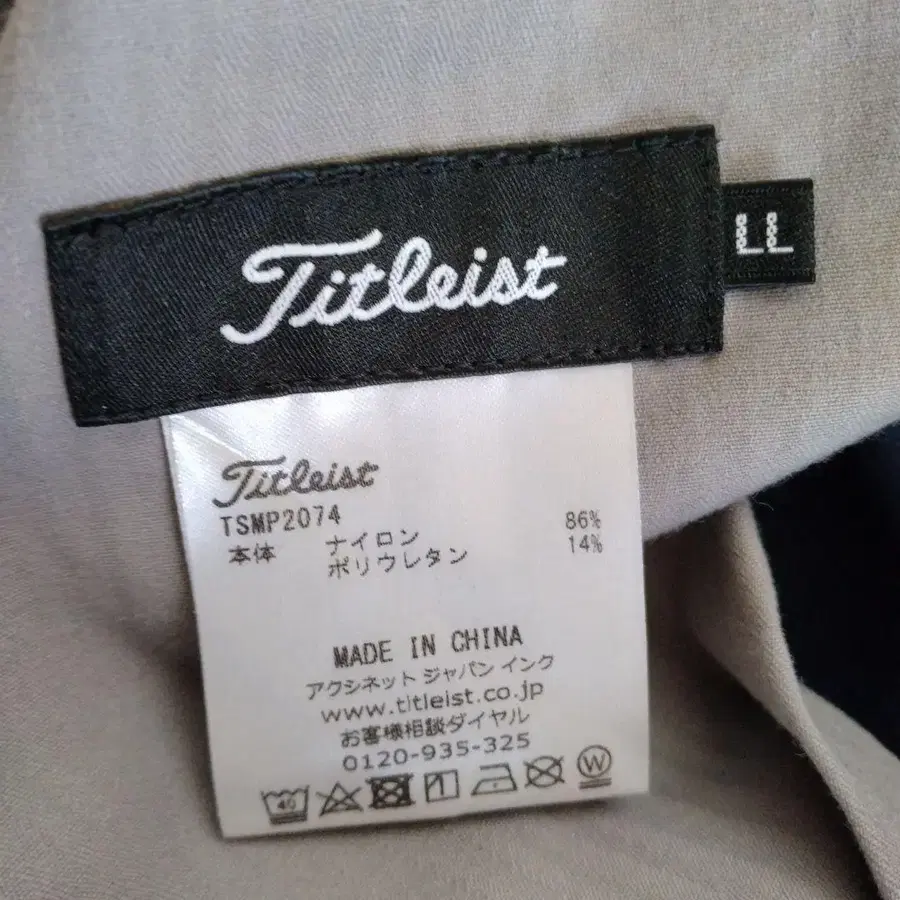 Titleist
LL
Titleist
TSMP2074
本体 ナイロン 86%
ポリウレタン 14%
MADE IN CHINA
アクシネット ジャパン インク
www.titleist.co.jp
お客様相談ダイヤル
0120-935-325
40
W